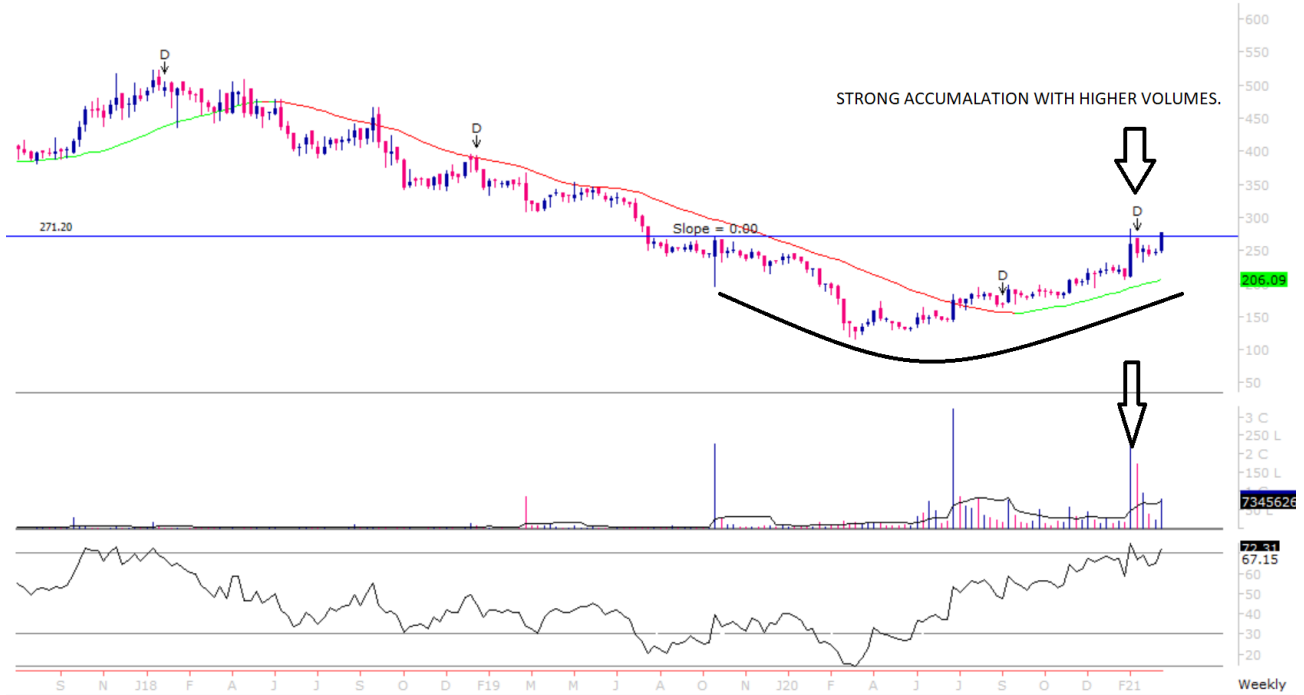 600
D
550
500
STRONG ACCUMALATION WITH HIGHER VOLUMES.
450
D
400
350
D
300
271.20
Slope = 0.00
250
D
206.09
150
100
50
3 C
250 L
2 C
150 L
7345626
72.31
67.15
60
50
40
30
20
S N J18 F A J J A O D F19 M M J A O N J20 F A J J S O D F21
Weekly